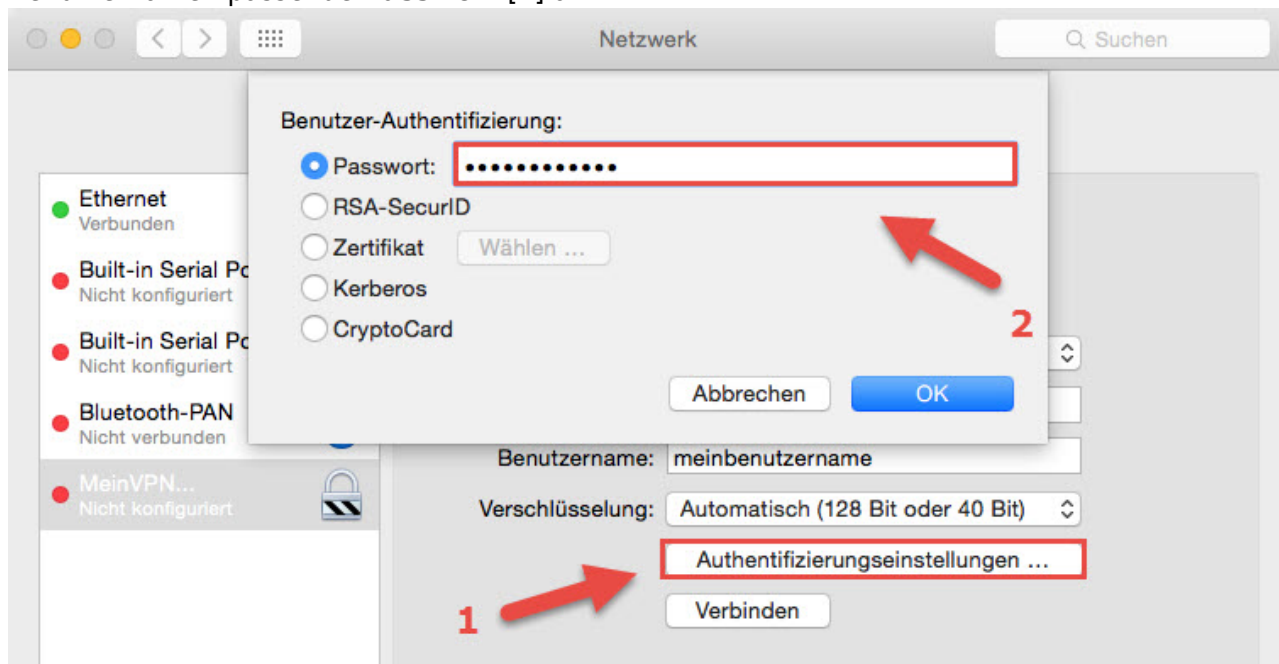 Netzwerk
Suchen
Benutzer-Authentifizierung:
Passwort: ••••••••••••
RSA-SecurID
Zertifikat Wählen ...
Kerberos
CryptoCard
2
Abbrechen OK
Ethernet
Verbunden
Built-in Serial Po
Nicht konfiguriert
Built-in Serial Po
Nicht konfiguriert
Bluetooth-PAN
Nicht verbunden
MeinVPN...
Nicht konfiguriert
Benutzername: meinbenutzername
Verschlüsselung: Automatisch (128 Bit oder 40 Bit)
Authentifizierungseinstellungen ...
1
Verbinden